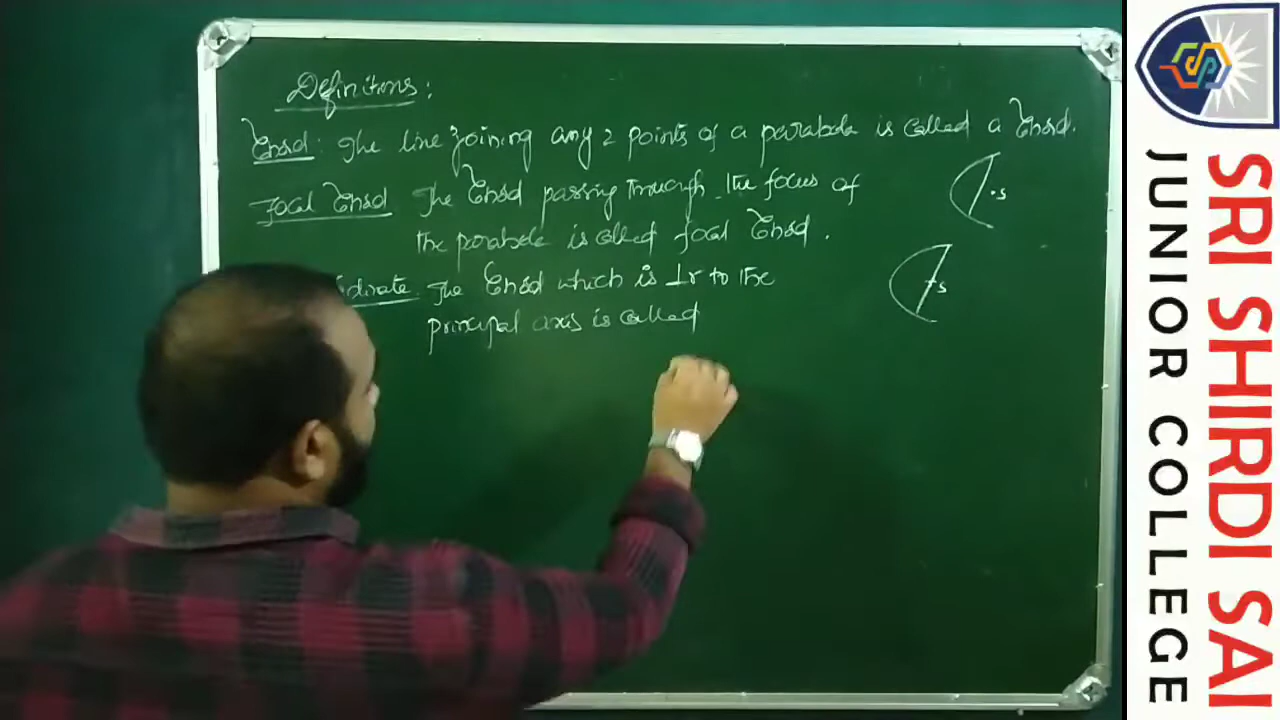 Definitions:
Chord: The line joining any 2 points of a parabola is called a chord.
Focal chord The chord passing through the focus of
the parabola is called focal chord.
The chord which is ⊥r to the
principal axis is called
S
S
SRI SHIRDI SAI
JUNIOR COLLEGE